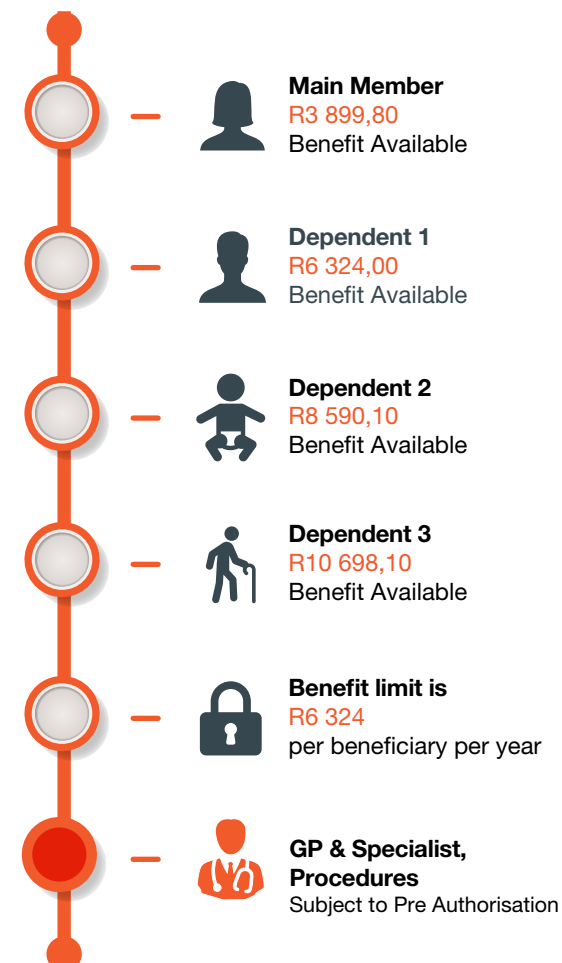 Main Member
R3 899,80
Benefit Available
Dependent 1
R6 324,00
Benefit Available
Dependent 2
R8 590,10
Benefit Available
Dependent 3
R10 698,10
Benefit Available
Benefit limit is
R6 324
per beneficiary per year
GP & Specialist,
Procedures
Subject to Pre Authorisation